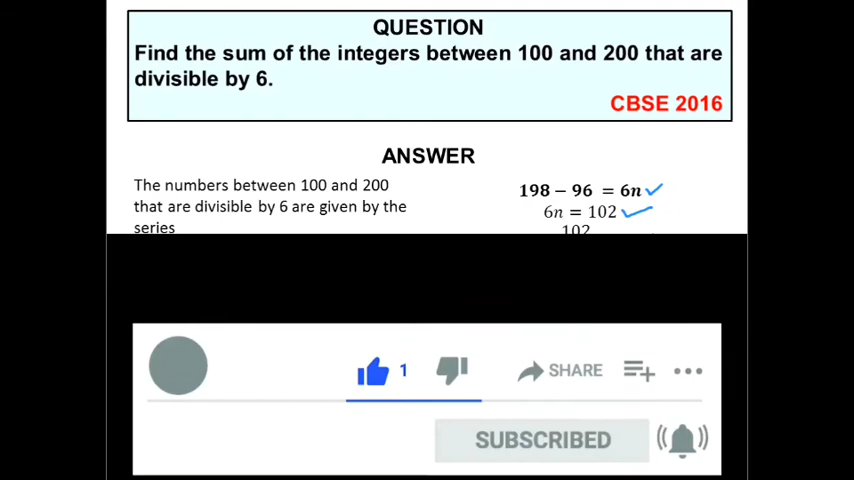 QUESTION
Find the sum of the integers between 100 and 200 that are
divisible by 6.
CBSE 2016
ANSWER
The numbers between 100 and 200
that are divisible by 6 are given by the
series
198 − 96 = 6n
6n = 102
102
1
SHARE
SUBSCRIBED